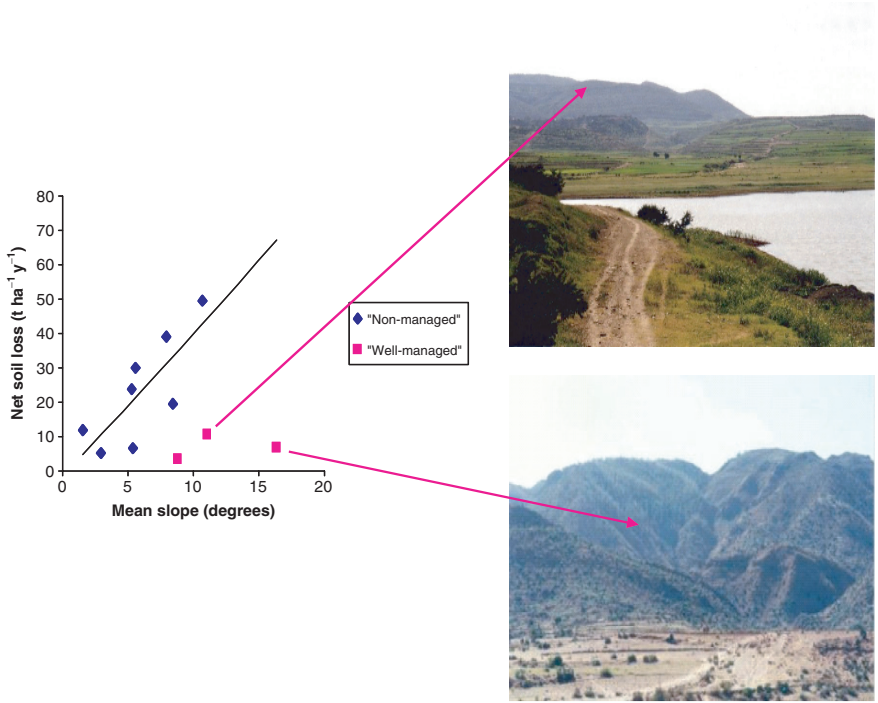 80
70
60
50
40
30
20
10
0
Net soil loss (t ha⁻¹ y⁻¹)
0 5 10 15 20
Mean slope (degrees)
"Non-managed"
"Well-managed"